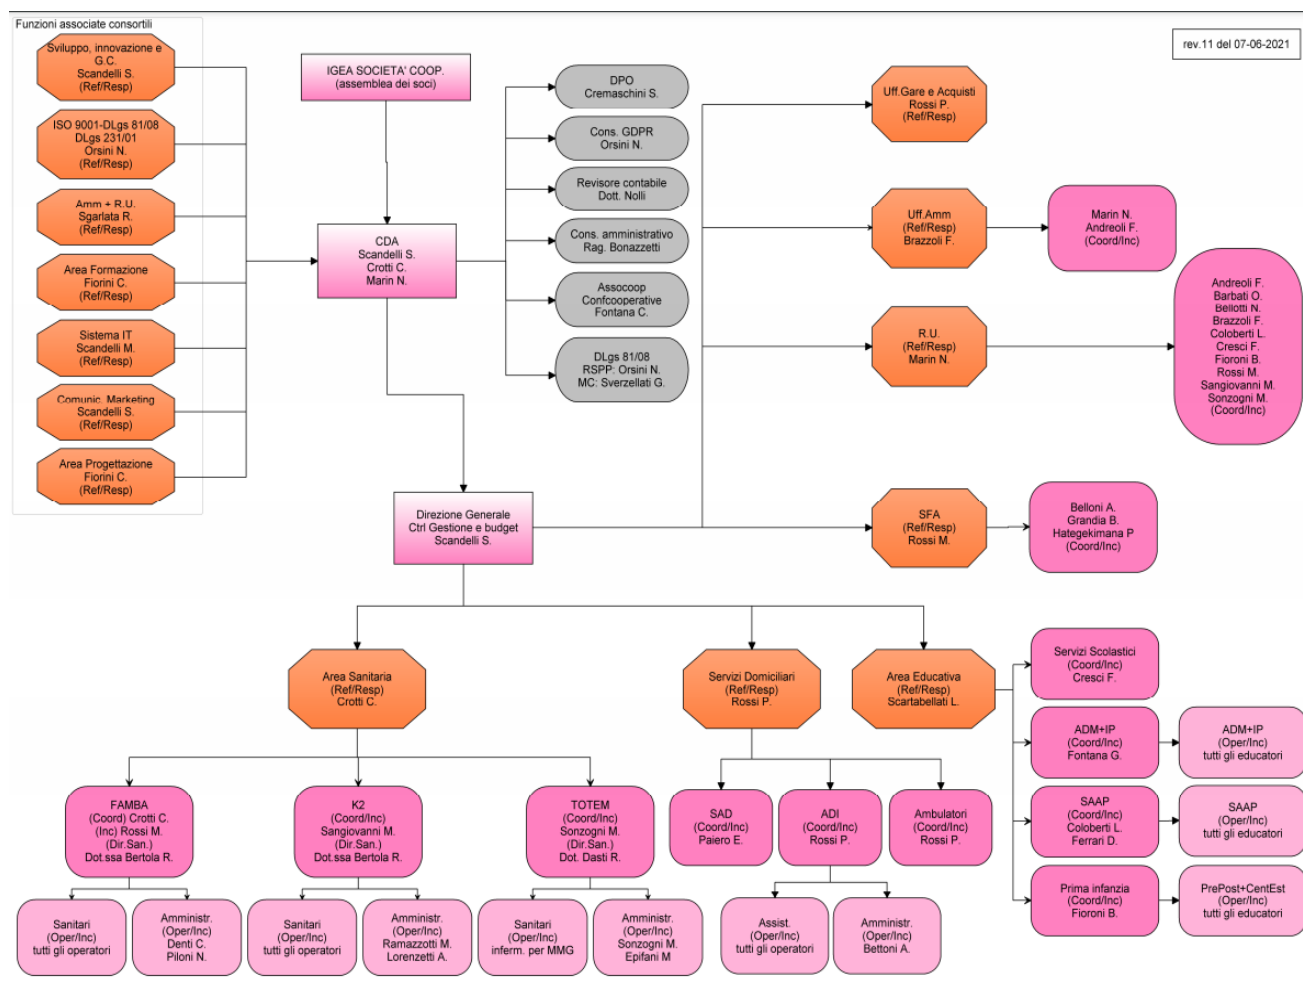 Funzioni associate consortili
Sviluppo, innovazione e
G.C.
Scandelli S.
(Ref/Resp)
ISO 9001-DLgs 81/08
DLgs 231/01
Orsini N.
(Ref/Resp)
Amm + R.U.
Sgarlata R.
(Ref/Resp)
Area Formazione
Fiorini C.
(Ref/Resp)
Sistema IT
Scandelli M.
(Ref/Resp)
Comunic. Marketing
Scandelli S.
(Ref/Resp)
Area Progettazione
Fiorini C.
(Ref/Resp)
IGEA SOCIETA' COOP.
(assemblea dei soci)
CDA
Scandelli S.
Crotti C.
Marin N.
DPO
Cremaschini S.
Cons. GDPR
Orsini N.
Revisore contabile
Dott. Nolli
Cons. amministrativo
Rag. Bonazzetti
Assocoop
Confcooperative
Fontana C.
DLgs 81/08
RSPP: Orsini N.
MC: Sverzellati G.
rev.11 del 07-06-2021
Uff.Gare e Acquisti
Rossi P.
(Ref/Resp)
Uff.Amm
(Ref/Resp)
Brazzoli F.
Marin N.
Andreoli F.
(Coord/Inc)
R.U.
(Ref/Resp)
Marin N.
Andreoli F.
Barbati O.
Bellotti N.
Brazzoli F.
Coloberti L.
Cresci F.
Fioroni B.
Rossi M.
Sangiovanni M.
Sonzogni M.
(Coord/Inc)
Direzione Generale
Ctrl Gestione e budget
Scandelli S.
SFA
(Ref/Resp)
Rossi M.
Belloni A.
Grandia B.
Hategekimana P
(Coord/Inc)
Area Sanitaria
(Ref/Resp)
Crotti C.
Servizi Domiciliari
(Ref/Resp)
Rossi P.
Area Educativa
(Ref/Resp)
Scartabellati L.
Servizi Scolastici
(Coord/Inc)
Cresci F.
ADM+IP
(Coord/Inc)
Fontana G.
ADM+IP
(Oper/Inc)
tutti gli educatori
SAAP
(Coord/Inc)
Coloberti L.
Ferrari D.
SAAP
(Oper/Inc)
tutti gli educatori
Prima infanzia
(Coord/Inc)
Fioroni B.
PrePost+CentEst
(Oper/Inc)
tutti gli educatori
FAMBA
(Coord) Crotti C.
(Inc) Rossi M.
(Dir.San.)
Dot.ssa Bertola R.
K2
(Coord/Inc)
Sangiovanni M.
(Dir.San.)
Dot.ssa Bertola R.
TOTEM
(Coord/Inc)
Sonzogni M.
(Dir.San.)
Dot. Dasti R.
SAD
(Coord/Inc)
Paiero E.
ADI
(Coord/Inc)
Rossi P.
Ambulatori
(Coord/Inc)
Rossi P.
Sanitari
(Oper/Inc)
tutti gli operatori
Amministr.
(Oper/Inc)
Denti C.
Piloni N.
Sanitari
(Oper/Inc)
tutti gli operatori
Amministr.
(Oper/Inc)
Ramazzotti M.
Lorenzetti A.
Sanitari
(Oper/Inc)
inferm. per MMG
Amministr.
(Oper/Inc)
Sonzogni M.
Epifani M
Assist.
(Oper/Inc)
tutti gli operatori
Amministr.
(Oper/Inc)
Bettoni A.